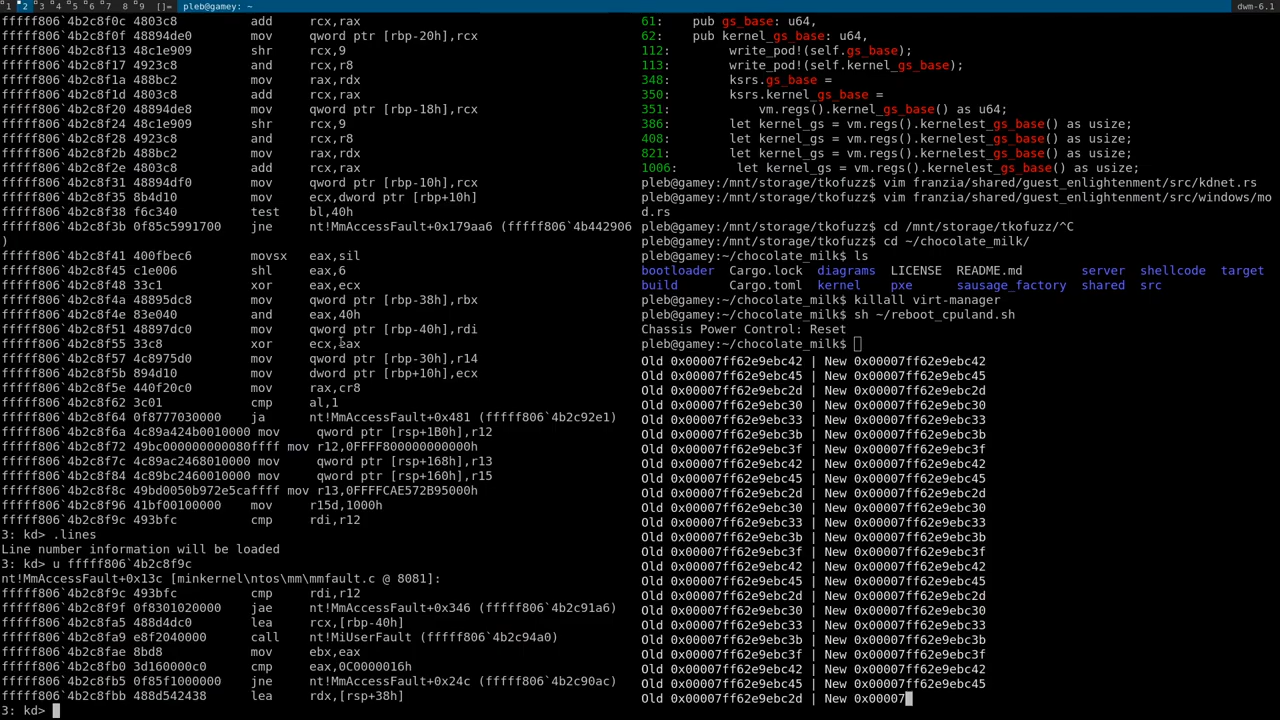 1 2 3 4 5 6 7 8 9 []= pleb@gamey: ~ dwm-6.1
fffff806`4b2c8f0c 4803c8 add rcx,rax
fffff806`4b2c8f0f 48894de0 mov qword ptr [rbp-20h],rcx
fffff806`4b2c8f13 48c1e909 shr rcx,9
fffff806`4b2c8f17 4923c8 and rcx,r8
fffff806`4b2c8f1a 488bc2 mov rax,rdx
fffff806`4b2c8f1d 4803c8 add rcx,rax
fffff806`4b2c8f20 48894de8 mov qword ptr [rbp-18h],rcx
fffff806`4b2c8f24 48c1e909 shr rcx,9
fffff806`4b2c8f28 4923c8 and rcx,r8
fffff806`4b2c8f2b 488bc2 mov rax,rdx
fffff806`4b2c8f2e 4803c8 add rcx,rax
fffff806`4b2c8f31 48894df0 mov qword ptr [rbp-10h],rcx
fffff806`4b2c8f35 8b4d10 mov ecx,dword ptr [rbp+10h]
fffff806`4b2c8f38 f6c340 test bl,40h
fffff806`4b2c8f3b 0f85c5991700 jne nt!MmAccessFault+0x179aa6 (fffff806`4b442906
)
fffff806`4b2c8f41 400fbec6 movsx eax,sil
fffff806`4b2c8f45 c1e006 shl eax,6
fffff806`4b2c8f48 33c1 xor eax,ecx
fffff806`4b2c8f4a 48895dc8 mov qword ptr [rbp-38h],rbx
fffff806`4b2c8f4e 83e040 and eax,40h
fffff806`4b2c8f51 48897dc0 mov qword ptr [rbp-40h],rdi
fffff806`4b2c8f55 33c8 xor ecx,eax
fffff806`4b2c8f57 4c8975d0 mov qword ptr [rbp-30h],r14
fffff806`4b2c8f5b 894d10 mov dword ptr [rbp+10h],ecx
fffff806`4b2c8f5e 440f20c0 mov rax,cr8
fffff806`4b2c8f62 3c01 cmp al,1
fffff806`4b2c8f64 0f8777030000 ja nt!MmAccessFault+0x481 (fffff806`4b2c92e1)
fffff806`4b2c8f6a 4c89a424b0010000 mov qword ptr [rsp+1B0h],r12
fffff806`4b2c8f72 49bc000000000080ffff mov r12,0FFFF800000000000h
fffff806`4b2c8f7c 4c89ac2468010000 mov qword ptr [rsp+168h],r13
fffff806`4b2c8f84 4c89bc2460010000 mov qword ptr [rsp+160h],r15
fffff806`4b2c8f8c 49bd0050b972e5caffff mov r13,0FFFFCAE572B95000h
fffff806`4b2c8f96 41bf00100000 mov r15d,1000h
fffff806`4b2c8f9c 493bfc cmp rdi,r12
3: kd> .lines
Line number information will be loaded
3: kd> u fffff806`4b2c8f9c
nt!MmAccessFault+0x13c [minkernel\ntos\mm\mmfault.c @ 8081]:
fffff806`4b2c8f9c 493bfc cmp rdi,r12
fffff806`4b2c8f9f 0f8301020000 jae nt!MmAccessFault+0x346 (fffff806`4b2c91a6)
fffff806`4b2c8fa5 488d4dc0 lea rcx,[rbp-40h]
fffff806`4b2c8fa9 e8f2040000 call nt!MiUserFault (fffff806`4b2c94a0)
fffff806`4b2c8fae 8bd8 mov ebx,eax
fffff806`4b2c8fb0 3d160000c0 cmp eax,0C0000016h
fffff806`4b2c8fb5 0f85f1000000 jne nt!MmAccessFault+0x24c (fffff806`4b2c90ac)
fffff806`4b2c8fbb 488d542438 lea rdx,[rsp+38h]
3: kd>
61: pub gs_base: u64,
62: pub kernel_gs_base: u64,
112: write_pod!(self.gs_base);
113: write_pod!(self.kernel_gs_base);
348: ksrs.gs_base =
350: ksrs.kernel_gs_base =
351: vm.regs().kernel_gs_base() as u64;
386: let kernel_gs = vm.regs().kernelest_gs_base() as usize;
408: let kernel_gs = vm.regs().kernelest_gs_base() as usize;
821: let kernel_gs = vm.regs().kernelest_gs_base() as usize;
1006: let kernel_gs = vm.regs().kernelest_gs_base() as usize;
pleb@gamey:/mnt/storage/tkofuzz$ vim franzia/shared/guest_enlightenment/src/kdnet.rs
pleb@gamey:/mnt/storage/tkofuzz$ vim franzia/shared/guest_enlightenment/src/windows/mo
d.rs
pleb@gamey:/mnt/storage/tkofuzz$ cd /mnt/storage/tkofuzz/^C
pleb@gamey:/mnt/storage/tkofuzz$ cd ~/chocolate_milk/
pleb@gamey:~/chocolate_milk$ ls
bootloader Cargo.lock diagrams LICENSE README.md server shellcode target
build Cargo.toml kernel pxe sausage_factory shared src
pleb@gamey:~/chocolate_milk$ killall virt-manager
pleb@gamey:~/chocolate_milk$ sh ~/reboot_cpuland.sh
Chassis Power Control: Reset
pleb@gamey:~/chocolate_milk$
Old 0x00007ff62e9ebc42 | New 0x00007ff62e9ebc42
Old 0x00007ff62e9ebc45 | New 0x00007ff62e9ebc45
Old 0x00007ff62e9ebc2d | New 0x00007ff62e9ebc2d
Old 0x00007ff62e9ebc30 | New 0x00007ff62e9ebc30
Old 0x00007ff62e9ebc33 | New 0x00007ff62e9ebc33
Old 0x00007ff62e9ebc3b | New 0x00007ff62e9ebc3b
Old 0x00007ff62e9ebc3f | New 0x00007ff62e9ebc3f
Old 0x00007ff62e9ebc42 | New 0x00007ff62e9ebc42
Old 0x00007ff62e9ebc45 | New 0x00007ff62e9ebc45
Old 0x00007ff62e9ebc2d | New 0x00007ff62e9ebc2d
Old 0x00007ff62e9ebc30 | New 0x00007ff62e9ebc30
Old 0x00007ff62e9ebc33 | New 0x00007ff62e9ebc33
Old 0x00007ff62e9ebc3b | New 0x00007ff62e9ebc3b
Old 0x00007ff62e9ebc3f | New 0x00007ff62e9ebc3f
Old 0x00007ff62e9ebc42 | New 0x00007ff62e9ebc42
Old 0x00007ff62e9ebc45 | New 0x00007ff62e9ebc45
Old 0x00007ff62e9ebc2d | New 0x00007ff62e9ebc2d
Old 0x00007ff62e9ebc30 | New 0x00007ff62e9ebc30
Old 0x00007ff62e9ebc33 | New 0x00007ff62e9ebc33
Old 0x00007ff62e9ebc3b | New 0x00007ff62e9ebc3b
Old 0x00007ff62e9ebc3f | New 0x00007ff62e9ebc3f
Old 0x00007ff62e9ebc42 | New 0x00007ff62e9ebc42
Old 0x00007ff62e9ebc45 | New 0x00007ff62e9ebc45
Old 0x00007ff62e9ebc2d | New 0x00007